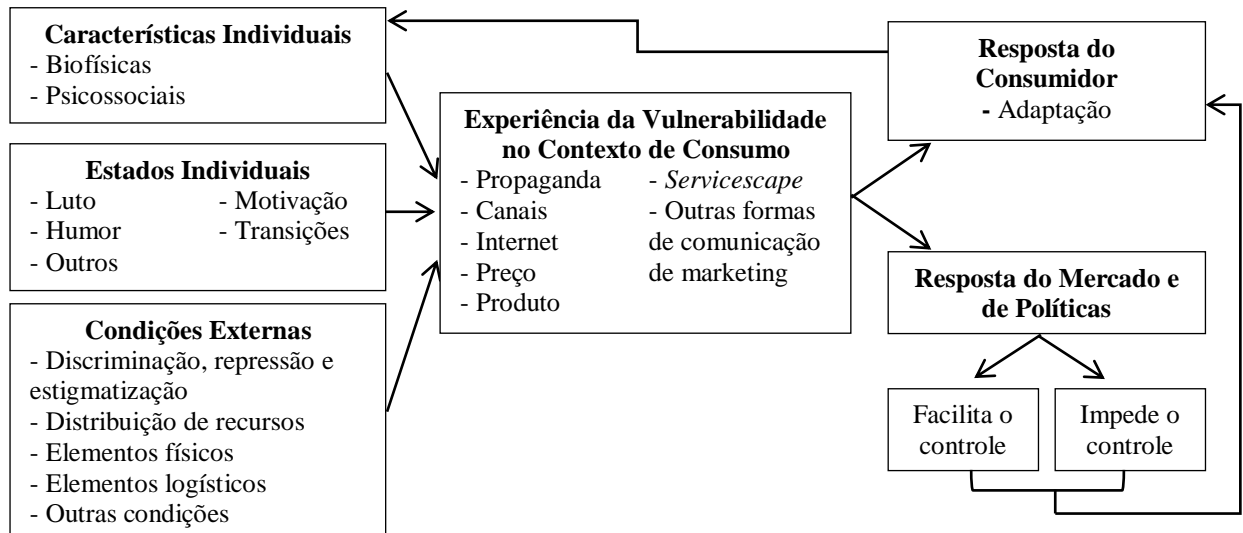 Características Individuais
- Biofísicas
- Psicossociais
Estados Individuais
- Luto - Motivação
- Humor - Transições
- Outros
Condições Externas
- Discriminação, repressão e
estigmatização
- Distribuição de recursos
- Elementos físicos
- Elementos logísticos
- Outras condições
Experiência da Vulnerabilidade
no Contexto de Consumo
- Propaganda
- Canais
- Internet
- Preço
- Produto
- Servicescape
- Outras formas
de comunicação
de marketing
Resposta do
Consumidor
- Adaptação
Resposta do Mercado e
de Políticas
Facilita o
controle
Impede o
controle